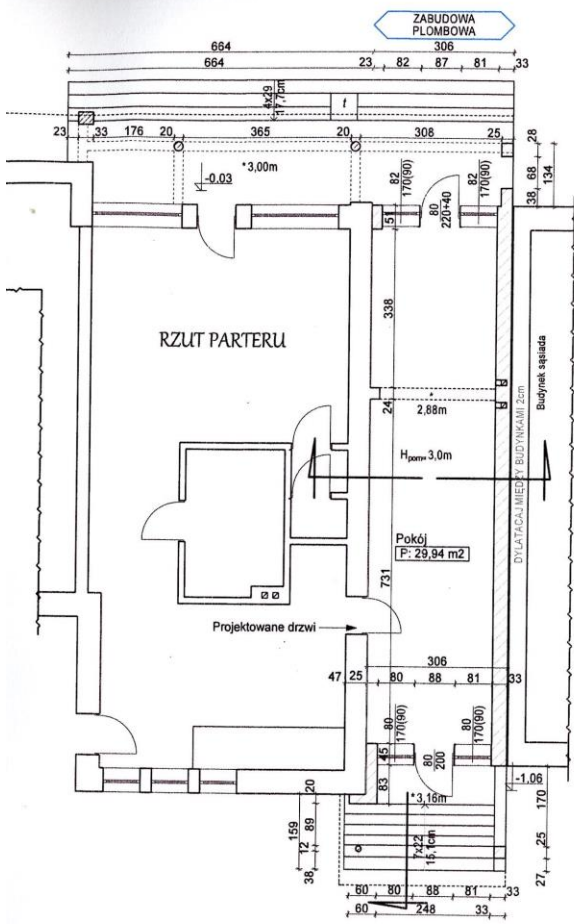 ZABUDOWA
PLOMBOWA
664 306
664 23 82 87 81 33
4x29
17,7cm
t
23 33 176 20 365 20 308 25
28
68
38
134
*3,00m
-0.03
82
170(90)
80
220+40
82
170(90)
51
338
RZUT PARTERU
24
*
2,88m
Hpom= 3,0m
Budynek sąsiada
DYLATACAJ MIEDZY BUDYNKAMI 2cm
Pokój
P: 29,94 m2
731
Projektowane drzwi
306
47 25 80 88 81 33
80
170(90)
80
200
80
170(90)
45
83
*3,16m
-1.06
20
89
12
38
159
7x22
15,1cm
170
25
27
60 80 88 81 33
60 248 33